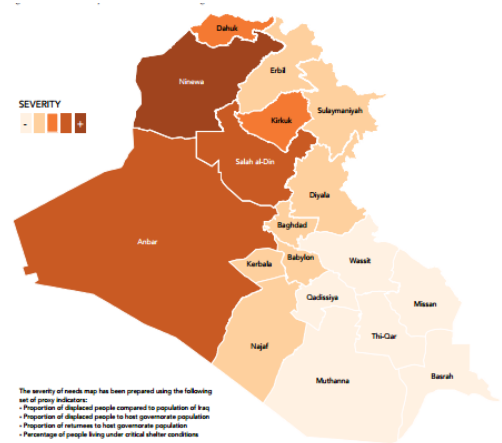 Dahuk
Ninewa
Erbil
SEVERITY
- +
Kirkuk
Sulaymaniyah
Salah al-Din
Diyala
Baghdad
Anbar
Kerbala
Babylon
Wassit
Qadissiya
Missan
Najaf
Thi-Qar
Muthanna
Basrah
The severity of needs map has been prepared using the following
set of proxy indicators:
- Proportion of displaced people compared to population of Iraq
- Proportion of displaced people to host governorate population
- Proportion of returnees to host governorate population
- Percentage of people living under critical shelter conditions